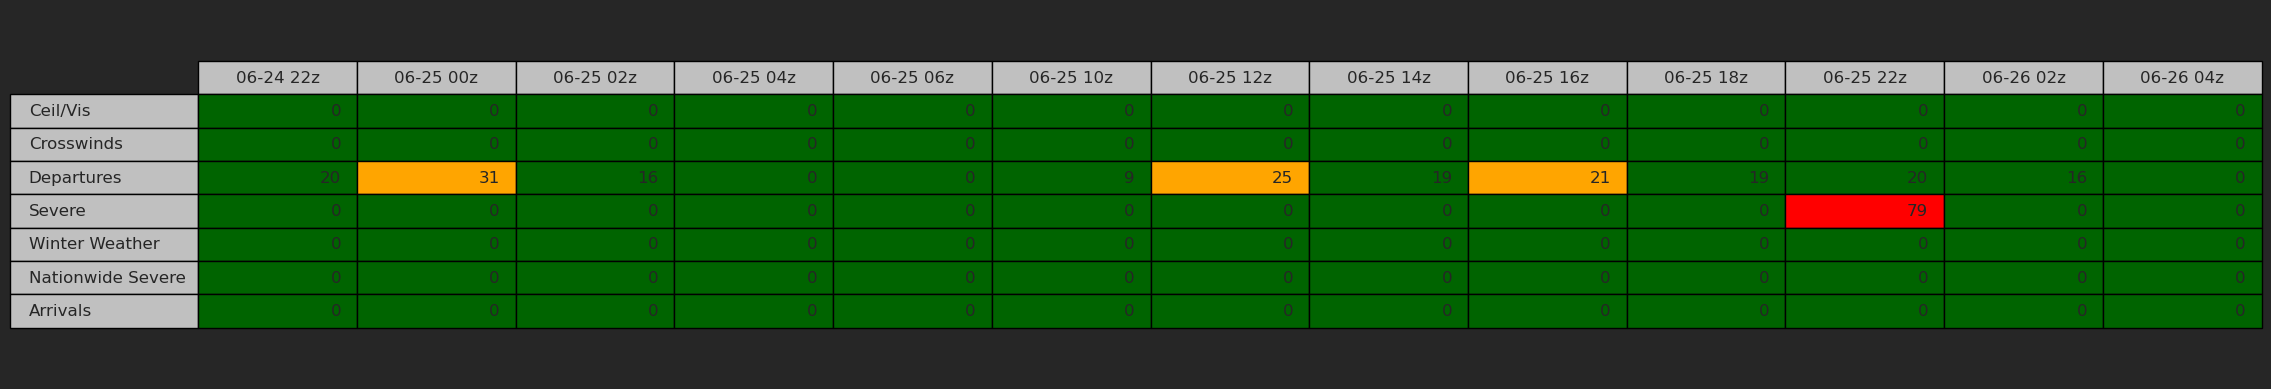 06-24 22z 06-25 00z 06-25 02z 06-25 04z 06-25 06z 06-25 10z 06-25 12z 06-25 14z 06-25 16z 06-25 18z 06-25 22z 06-26 02z 06-26 04z
Ceil/Vis 0 0 0 0 0 0 0 0 0 0 0 0 0
Crosswinds 0 0 0 0 0 0 0 0 0 0 0 0 0
Departures 20 31 16 0 0 9 25 19 21 19 20 16 0
Severe 0 0 0 0 0 0 0 0 0 0 79 0 0
Winter Weather 0 0 0 0 0 0 0 0 0 0 0 0 0
Nationwide Severe 0 0 0 0 0 0 0 0 0 0 0 0 0
Arrivals 0 0 0 0 0 0 0 0 0 0 0 0 0